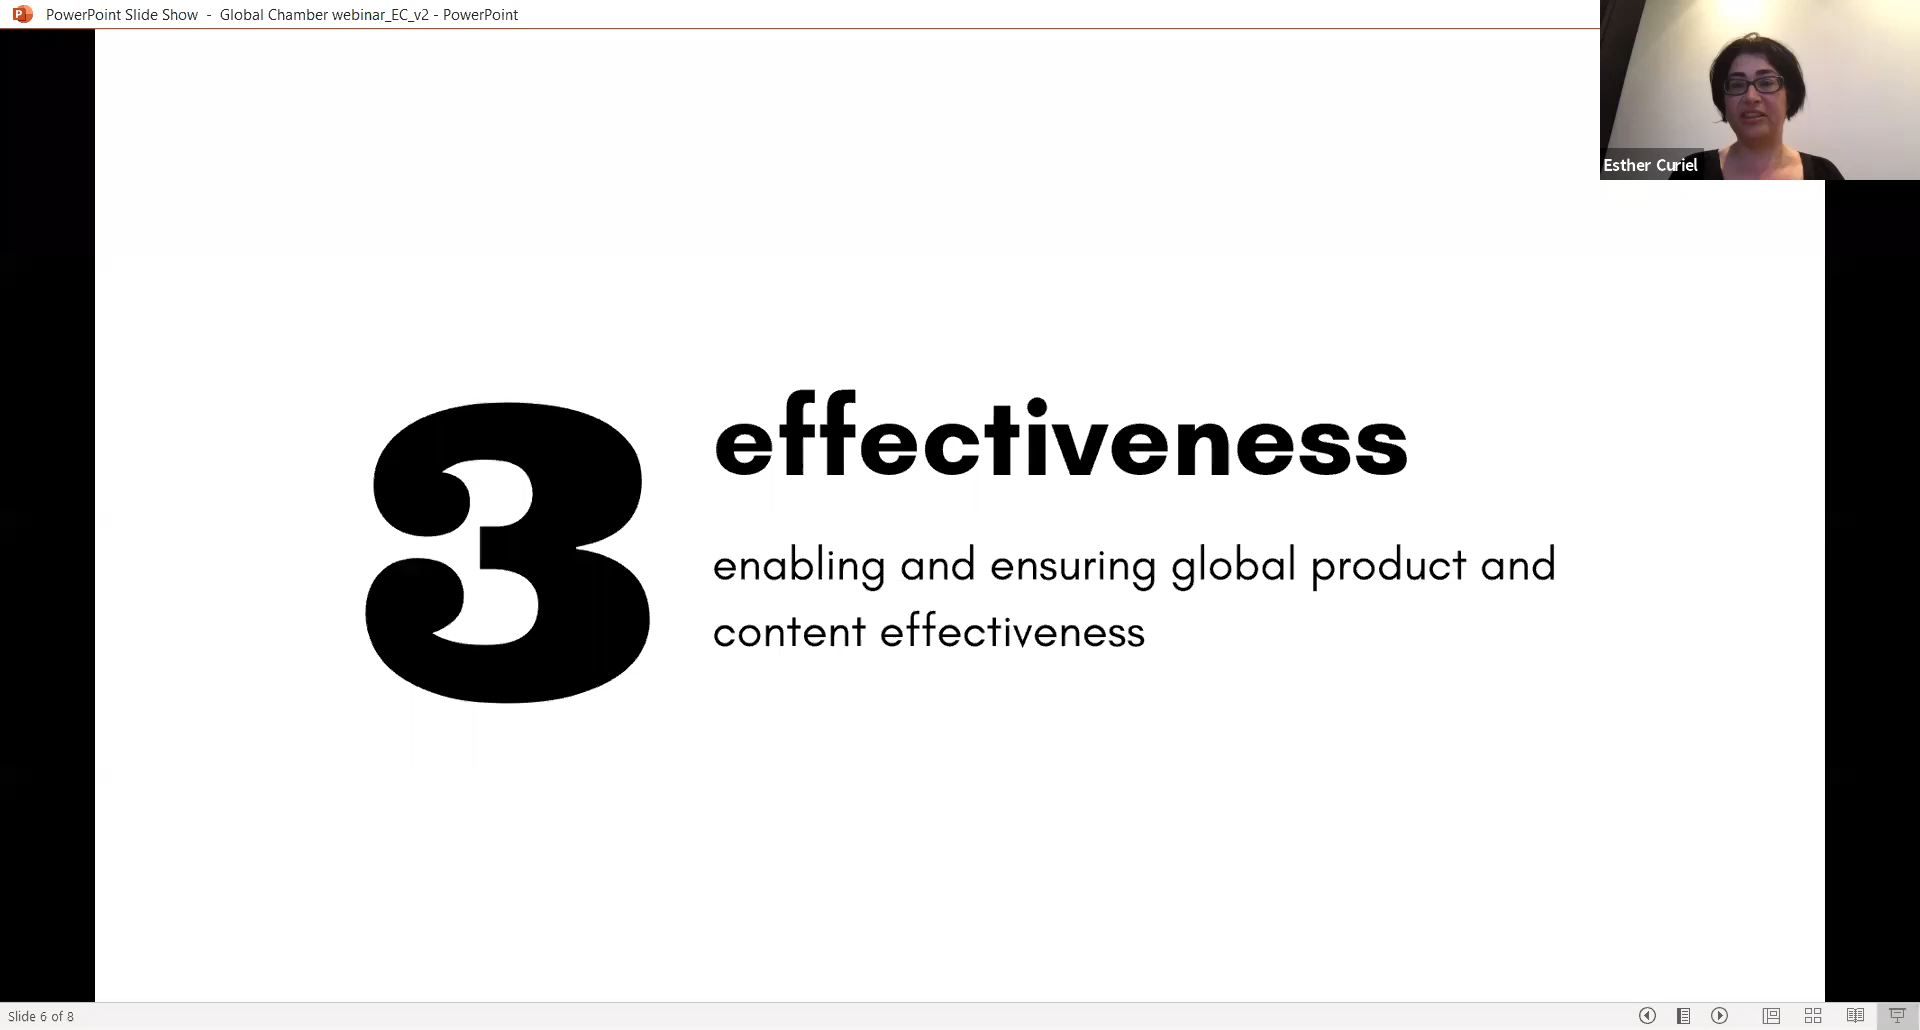 PowerPoint Slide Show - Global Chamber webinar_EC_v2 - PowerPoint
Esther Curiel
3
effectiveness
enabling and ensuring global product and
content effectiveness
Slide 6 of 8